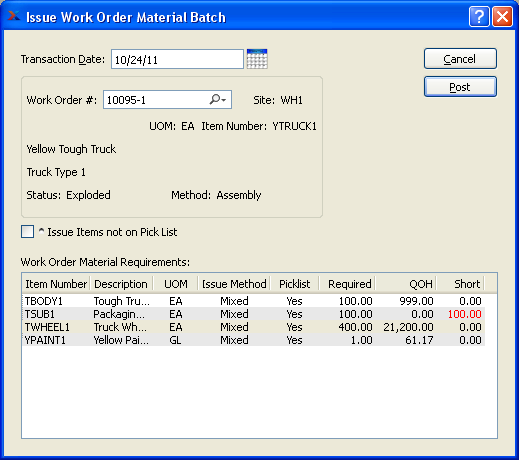 Issue Work Order Material Batch
Transaction Date: 10/24/11 Cancel
Post
Work Order #: 10095-1 Site: WH1
UOM: EA Item Number: YTRUCK1
Yellow Tough Truck
Truck Type 1
Status: Exploded Method: Assembly
^ Issue Items not on Pick List
Work Order Material Requirements:
Item Number Description UOM Issue Method Picklist Required QOH Short
TBODY1 Tough Tru... EA Mixed Yes 100.00 999.00 0.00
TSUB1 Packagin... EA Mixed Yes 100.00 0.00 100.00
TWHEEL1 Truck Wh... EA Mixed Yes 400.00 21,200.00 0.00
YPAINT1 Yellow Pai... GL Mixed Yes 1.00 61.17 0.00